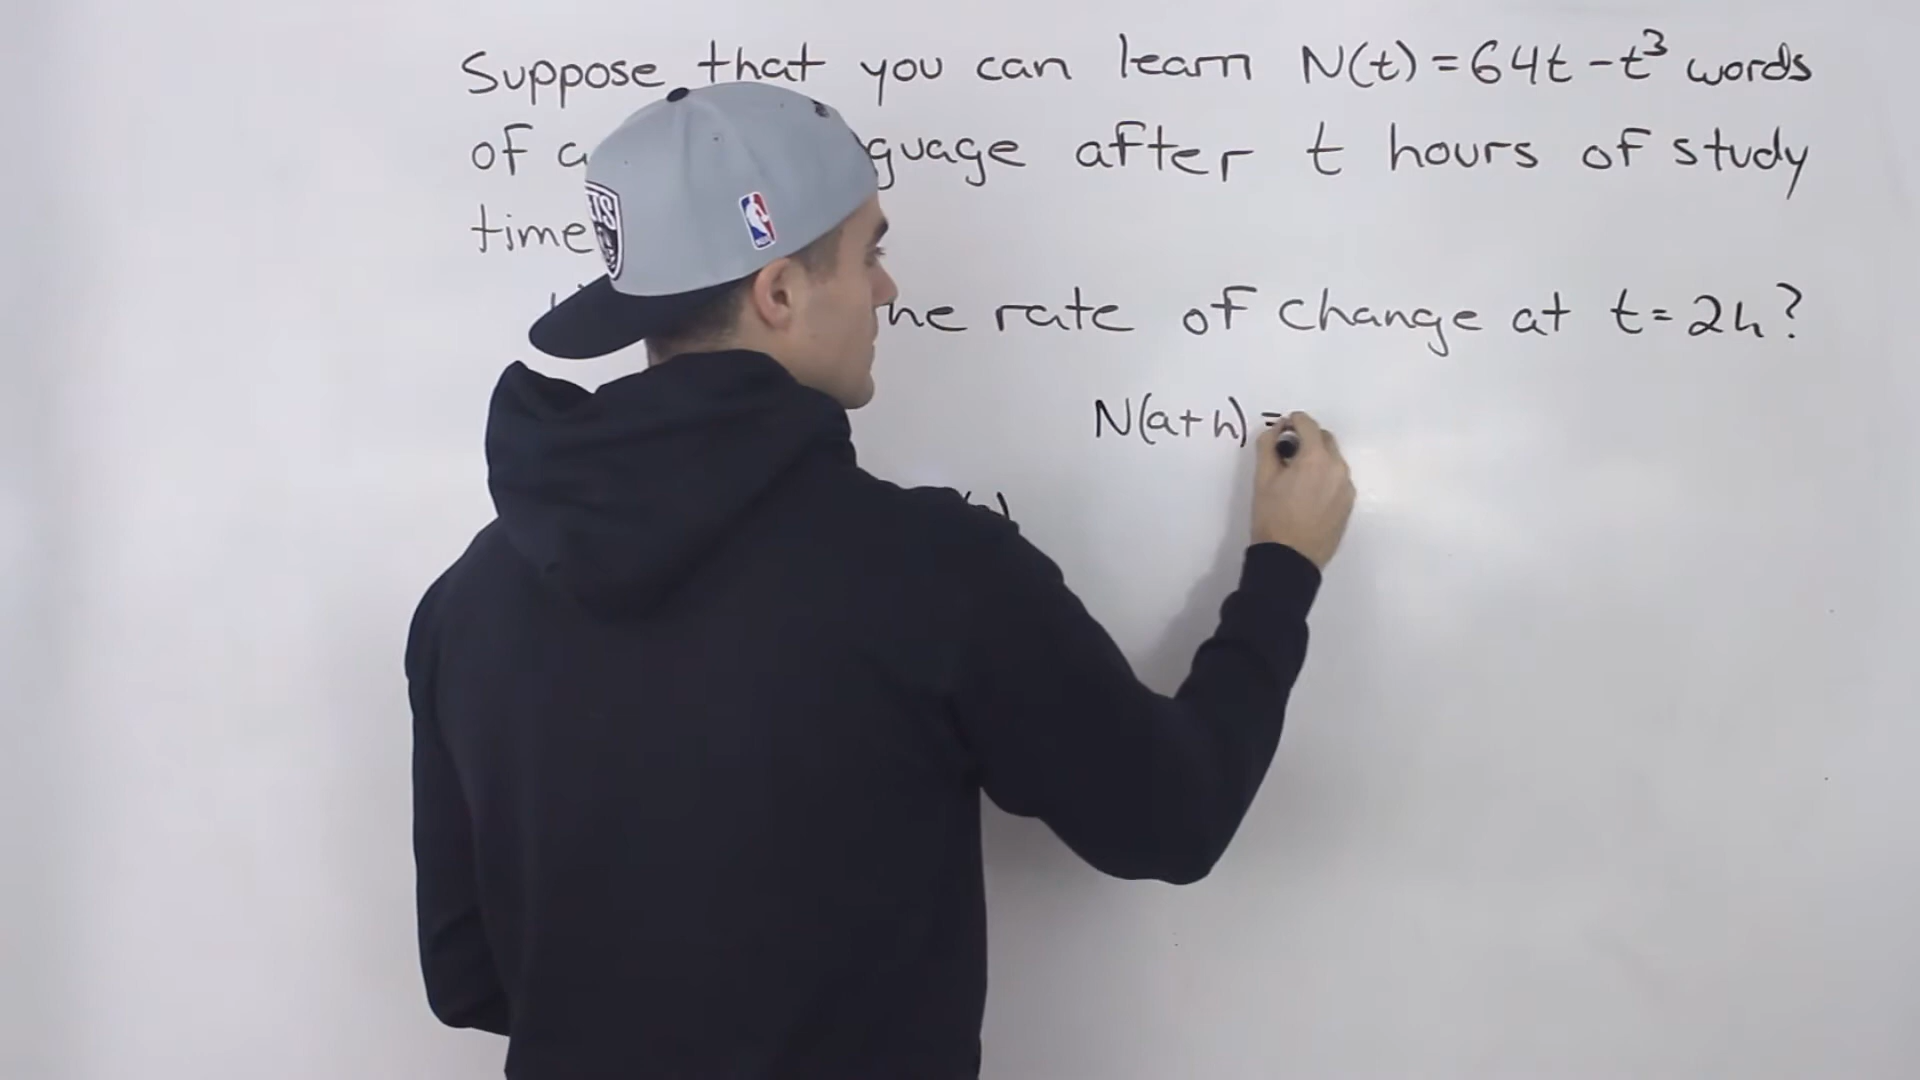 Suppose that you can learn N(t) = 64t - t³ words
of a guage after t hours of study
time
rate of change at t = 2h?
N(a+h) =
ETS